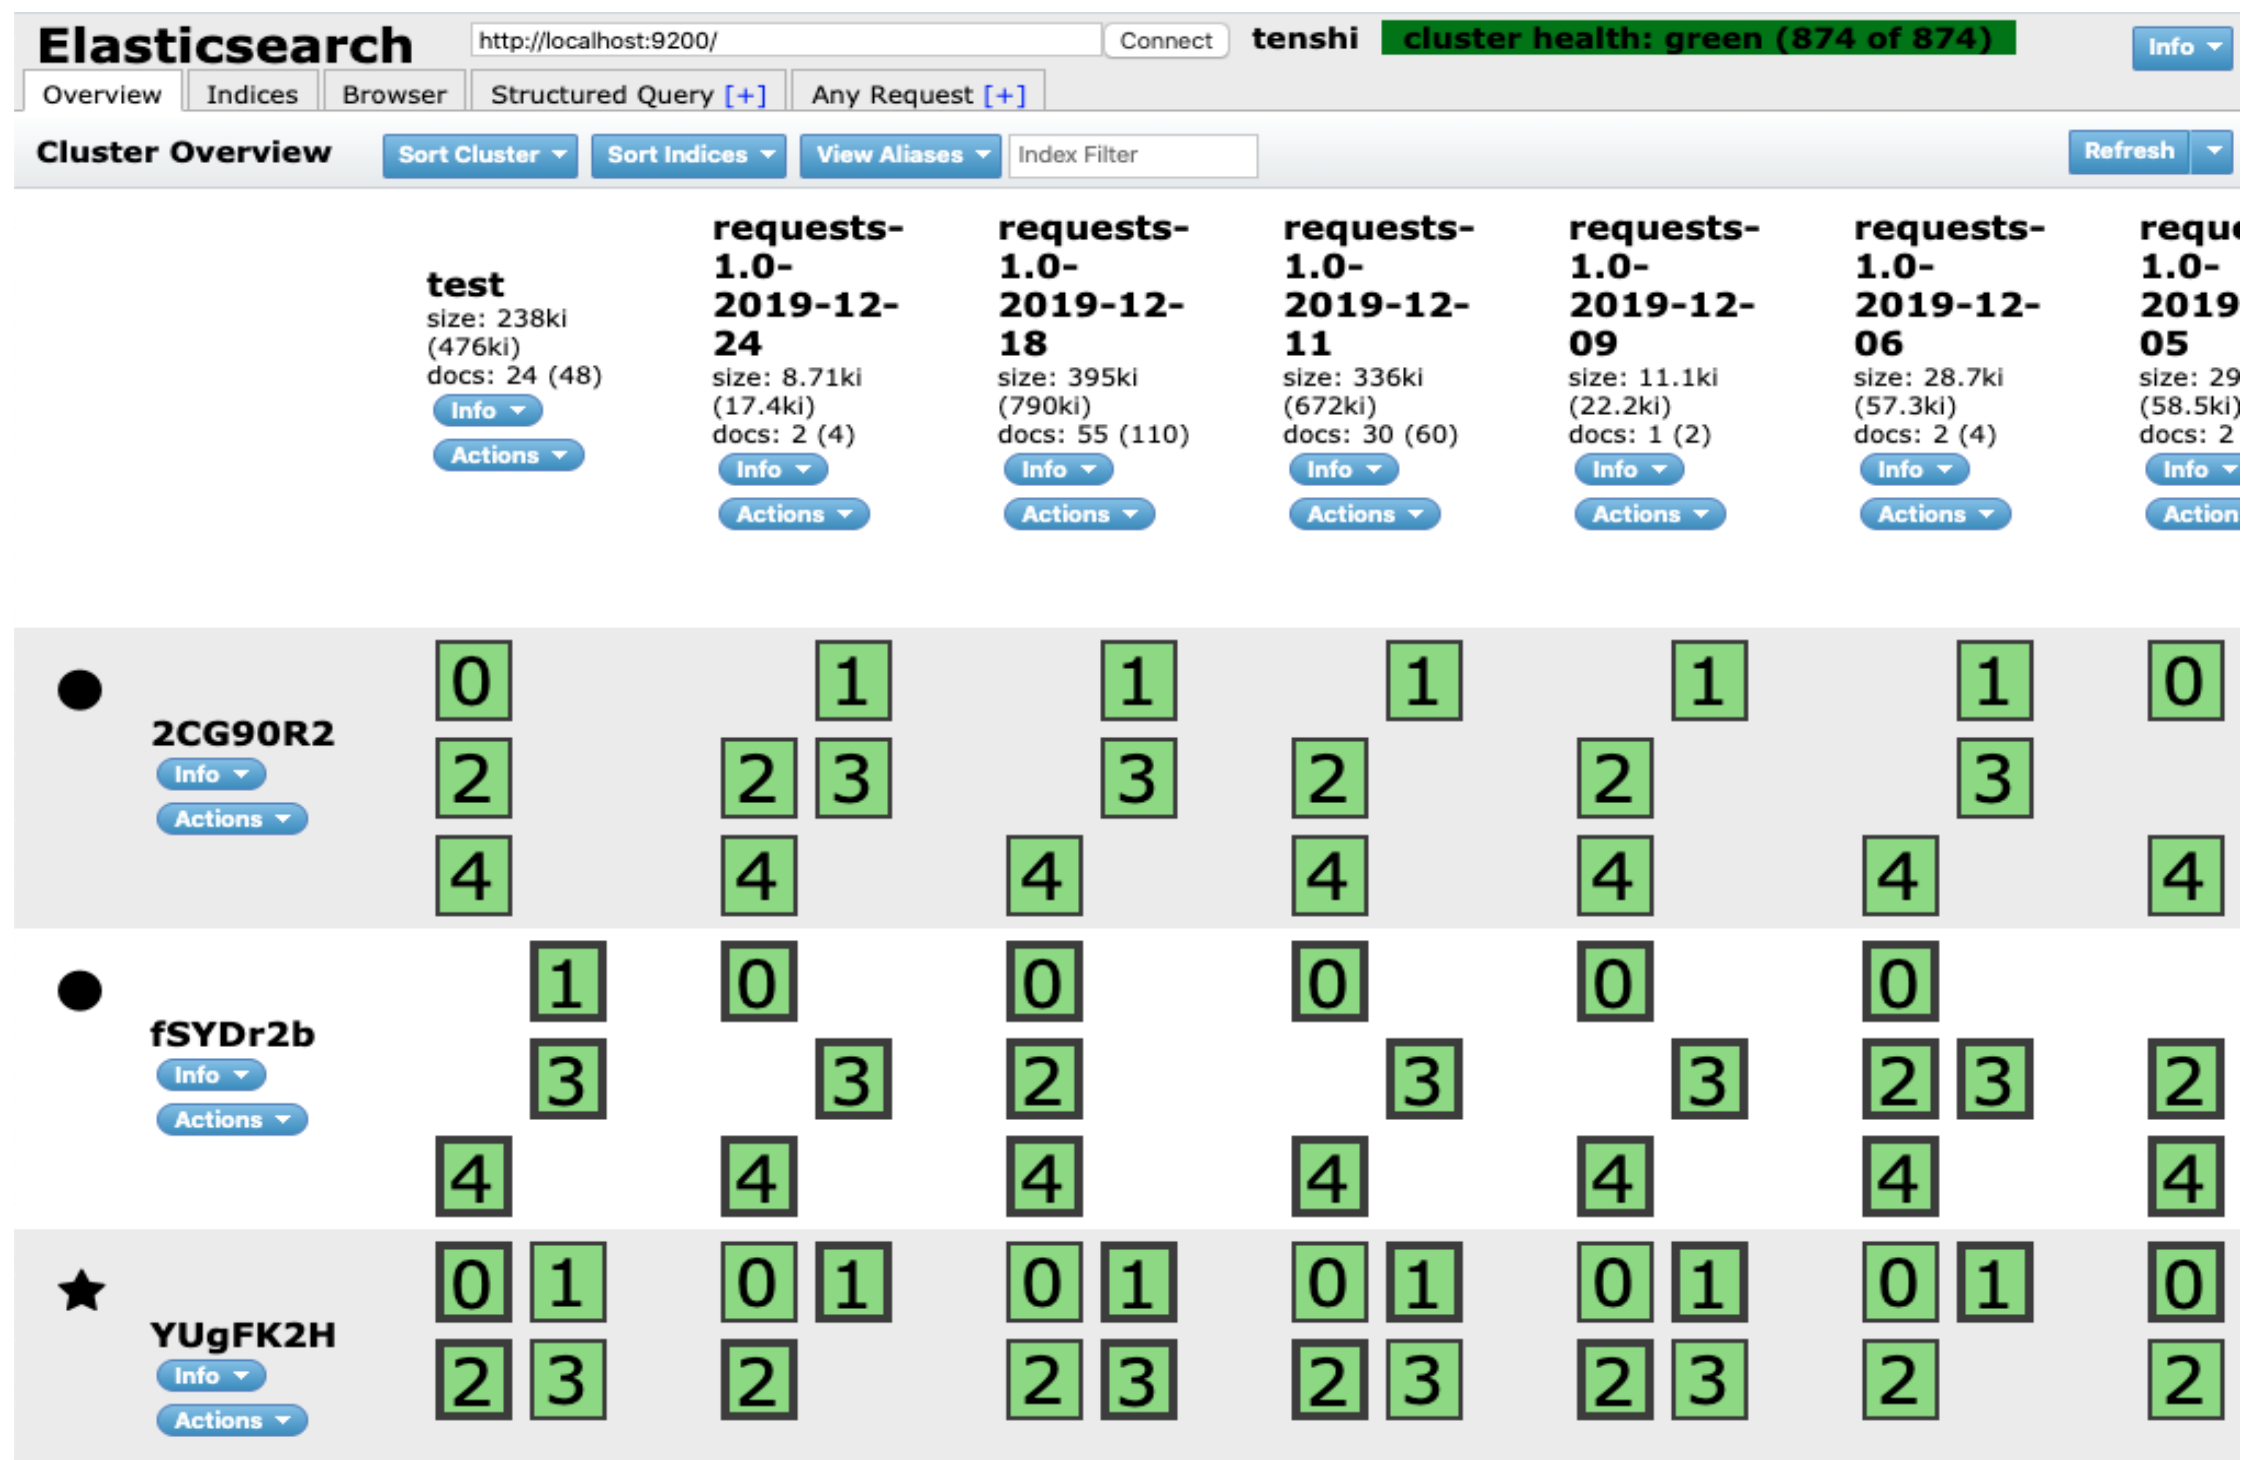 Elasticsearch http://localhost:9200/ Connect tenshi cluster health: green (874 of 874) Info
Overview Indices Browser Structured Query [+] Any Request [+]
Cluster Overview Sort Cluster Sort Indices View Aliases Index Filter Refresh
test
size: 238ki
(476ki)
docs: 24 (48)
Info
Actions
requests-
1.0-
2019-12-
24
size: 8.71ki
(17.4ki)
docs: 2 (4)
Info
Actions
requests-
1.0-
2019-12-
18
size: 395ki
(790ki)
docs: 55 (110)
Info
Actions
requests-
1.0-
2019-12-
11
size: 336ki
(672ki)
docs: 30 (60)
Info
Actions
requests-
1.0-
2019-12-
09
size: 11.1ki
(22.2ki)
docs: 1 (2)
Info
Actions
requests-
1.0-
2019-12-
06
size: 28.7ki
(57.3ki)
docs: 2 (4)
Info
Actions
requ
1.0-
2019
05
size: 29
(58.5ki)
docs: 2
Info
Action
2CG90R2
Info
Actions
0 1 1 1 1 1 0
2 2 3 3 2 2 3
4 4 4 4 4 4 4
fSYDr2b
Info
Actions
1 0 0 0 0 0
3 3 2 3 3 2 3 2
4 4 4 4 4 4 4
YUgFK2H
Info
Actions
0 1 0 1 0 1 0 1 0 1 0 1 0
2 3 2 2 3 2 3 2 3 2 2